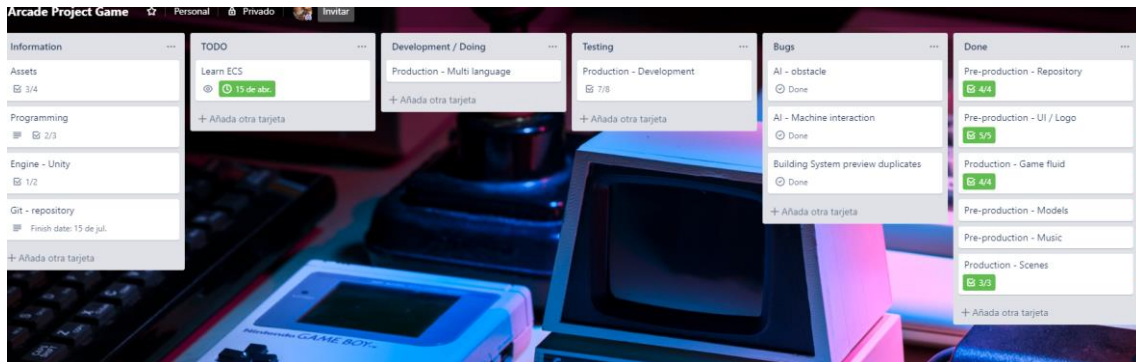 Arcade Project Game ☆ Personal Privado Invitar
Information ...
Assets
3/4
Programming
2/3
Engine - Unity
1/2
Git - repository
Finish date: 15 de jul.
+ Añada otra tarjeta
TODO ...
Learn ECS
15 de abr.
+ Añada otra tarjeta
Development / Doing ...
Production - Multi language
+ Añada otra tarjeta
Testing ...
Production - Development
7/8
+ Añada otra tarjeta
Bugs ...
AI - obstacle
Done
AI - Machine interaction
Done
Building System preview duplicates
Done
+ Añada otra tarjeta
Done ...
Pre-production - Repository
4/4
Pre-production - UI / Logo
5/5
Production - Game fluid
4/4
Pre-production - Models
Pre-production - Music
Production - Scenes
3/3
+ Añada otra tarjeta
Nintendo GAME BOY